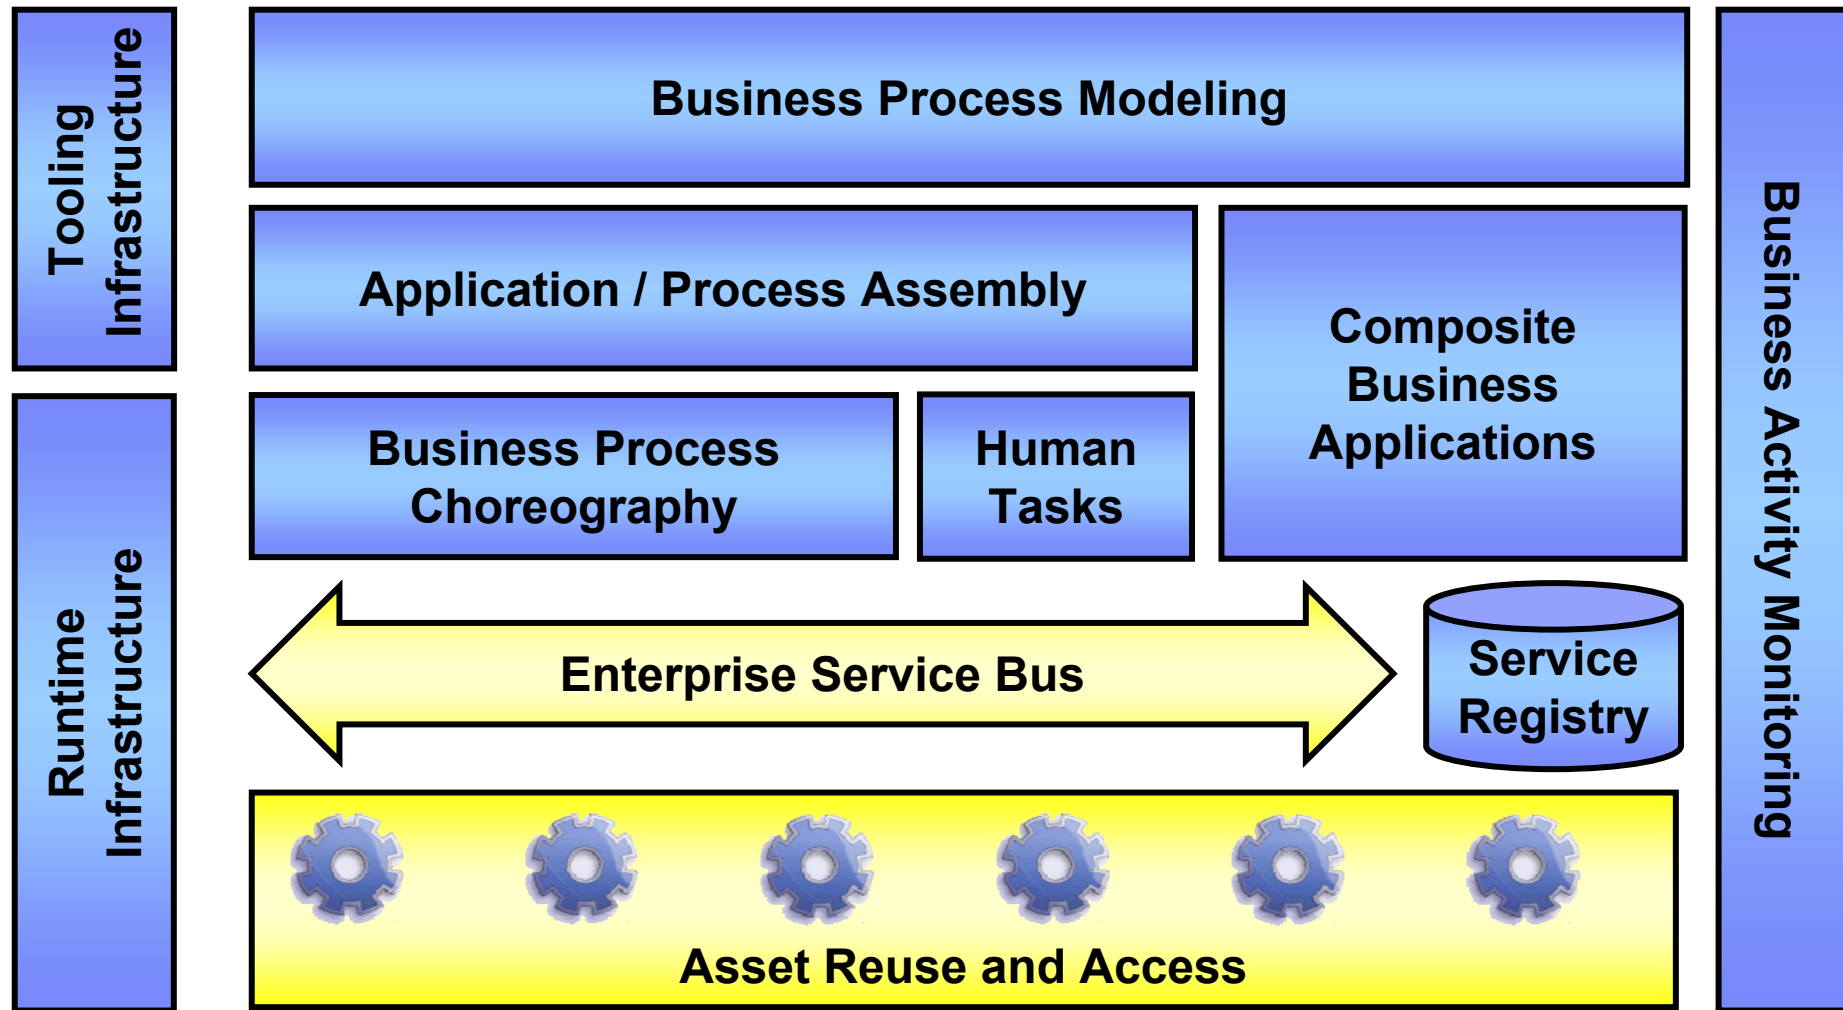 Tooling
Infrastructure
Business Process Modeling
Application / Process Assembly
Composite
Business
Applications
Business Activity Monitoring
Runtime
Infrastructure
Business Process
Choreography
Human
Tasks
Enterprise Service Bus
Service
Registry
Asset Reuse and Access